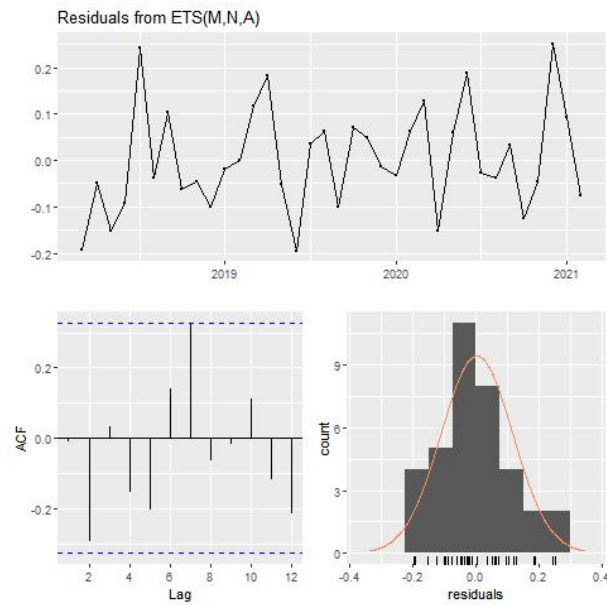 Residuals from ETS(M,N,A)
0.2
0.1
0.0
-0.1
-0.2
2019 2020 2021
ACF
0.2
0.0
-0.2
2 4 6 8 10 12
Lag
count
9
6
3
0
-0.4 -0.2 0.0 0.2 0.4
residuals